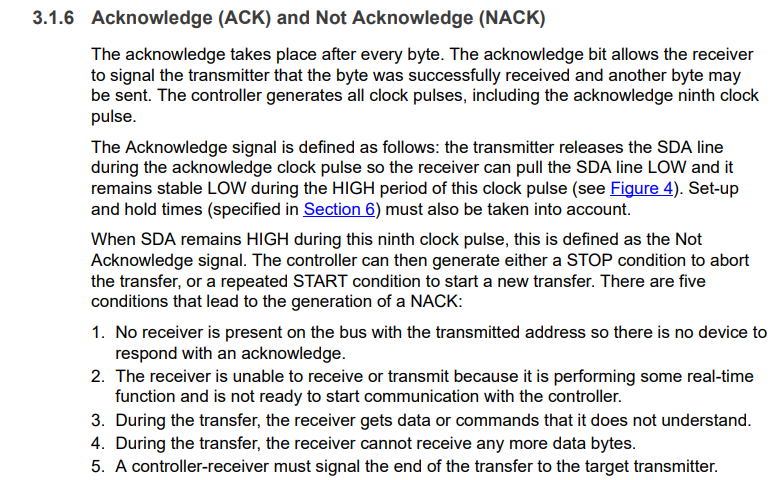 3.1.6 Acknowledge (ACK) and Not Acknowledge (NACK)
The acknowledge takes place after every byte. The acknowledge bit allows the receiver
to signal the transmitter that the byte was successfully received and another byte may
be sent. The controller generates all clock pulses, including the acknowledge ninth clock
pulse.
The Acknowledge signal is defined as follows: the transmitter releases the SDA line
during the acknowledge clock pulse so the receiver can pull the SDA line LOW and it
remains stable LOW during the HIGH period of this clock pulse (see Figure 4). Set-up
and hold times (specified in Section 6) must also be taken into account.
When SDA remains HIGH during this ninth clock pulse, this is defined as the Not
Acknowledge signal. The controller can then generate either a STOP condition to abort
the transfer, or a repeated START condition to start a new transfer. There are five
conditions that lead to the generation of a NACK:
1. No receiver is present on the bus with the transmitted address so there is no device to
respond with an acknowledge.
2. The receiver is unable to receive or transmit because it is performing some real-time
function and is not ready to start communication with the controller.
3. During the transfer, the receiver gets data or commands that it does not understand.
4. During the transfer, the receiver cannot receive any more data bytes.
5. A controller-receiver must signal the end of the transfer to the target transmitter.